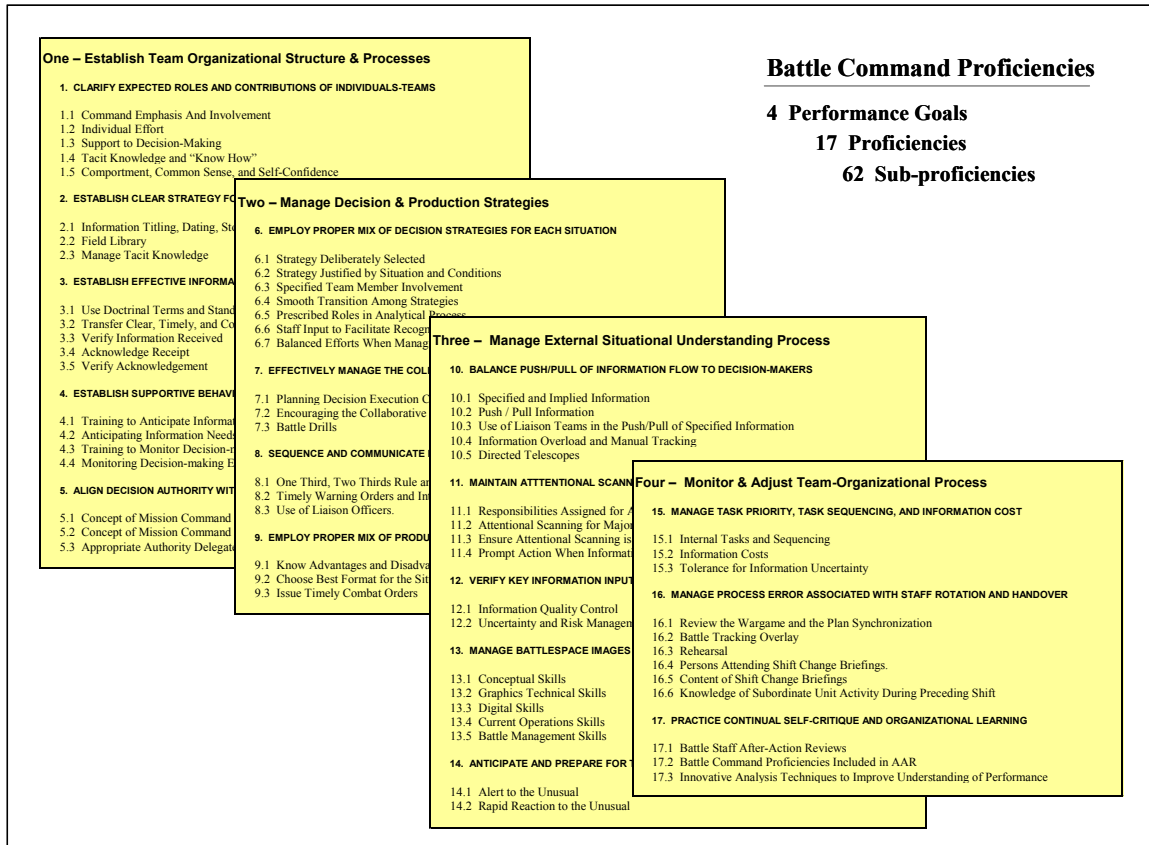 Battle Command Proficiencies
4 Performance Goals
17 Proficiencies
62 Sub-proficiencies
One – Establish Team Organizational Structure & Processes
1. CLARIFY EXPECTED ROLES AND CONTRIBUTIONS OF INDIVIDUALS-TEAMS
1.1 Command Emphasis And Involvement
1.2 Individual Effort
1.3 Support to Decision-Making
1.4 Tacit Knowledge and “Know How”
1.5 Comportment, Common Sense, and Self-Confidence
2. ESTABLISH CLEAR STRATEGY
2.1 Information Titling, Dating,
2.2 Field Library
2.3 Manage Tacit Knowledge
3. ESTABLISH EFFECTIVE
3.1 Use Doctrinal Terms and
3.2 Transfer Clear, Timely, and
3.3 Verify Information Received
3.4 Acknowledge Receipt
3.5 Verify Acknowledgement
4. ESTABLISH SUPPORTIVE
4.1 Training to Anticipate
4.2 Anticipating Information
4.3 Training to Monitor
4.4 Monitoring Decision-making
5. ALIGN DECISION AUTHORITY
5.1 Concept of Mission Command
5.2 Concept of Mission Command
5.3 Appropriate Authority
Two – Manage Decision & Production Strategies
6. EMPLOY PROPER MIX OF DECISION STRATEGIES FOR EACH SITUATION
6.1 Strategy Deliberately Selected
6.2 Strategy Justified by Situation and Conditions
6.3 Specified Team Member Involvement
6.4 Smooth Transition Among Strategies
6.5 Prescribed Roles in Analytical Process
6.6 Staff Input to Facilitate
6.7 Balanced Efforts When
7. EFFECTIVELY MANAGE THE
7.1 Planning Decision Execution
7.2 Encouraging the Collaborative
7.3 Battle Drills
8. SEQUENCE AND COMMUNICATE
8.1 One Third, Two Thirds Rule
8.2 Timely Warning Orders and
8.3 Use of Liaison Officers.
9. EMPLOY PROPER MIX OF
9.1 Know Advantages and
9.2 Choose Best Format for the
9.3 Issue Timely Combat Orders
Three – Manage External Situational Understanding Process
10. BALANCE PUSH/PULL OF INFORMATION FLOW TO DECISION-MAKERS
10.1 Specified and Implied Information
10.2 Push / Pull Information
10.3 Use of Liaison Teams in the Push/Pull of Specified Information
10.4 Information Overload and Manual Tracking
10.5 Directed Telescopes
11. MAINTAIN ATTTENTIONAL
11.1 Responsibilities Assigned for
11.2 Attentional Scanning for
11.3 Ensure Attentional Scanning is
11.4 Prompt Action When
12. VERIFY KEY INFORMATION
12.1 Information Quality Control
12.2 Uncertainty and Risk
13. MANAGE BATTLESPACE IMAGES
13.1 Conceptual Skills
13.2 Graphics Technical Skills
13.3 Digital Skills
13.4 Current Operations Skills
13.5 Battle Management Skills
14. ANTICIPATE AND PREPARE FOR
14.1 Alert to the Unusual
14.2 Rapid Reaction to the Unusual
Four – Monitor & Adjust Team-Organizational Process
15. MANAGE TASK PRIORITY, TASK SEQUENCING, AND INFORMATION COST
15.1 Internal Tasks and Sequencing
15.2 Information Costs
15.3 Tolerance for Information Uncertainty
16. MANAGE PROCESS ERROR ASSOCIATED WITH STAFF ROTATION AND HANDOVER
16.1 Review the Wargame and the Plan Synchronization
16.2 Battle Tracking Overlay
16.3 Rehearsal
16.4 Persons Attending Shift Change Briefings.
16.5 Content of Shift Change Briefings
16.6 Knowledge of Subordinate Unit Activity During Preceding Shift
17. PRACTICE CONTINUAL SELF-CRITIQUE AND ORGANIZATIONAL LEARNING
17.1 Battle Staff After-Action Reviews
17.2 Battle Command Proficiencies Included in AAR
17.3 Innovative Analysis Techniques to Improve Understanding of Performance